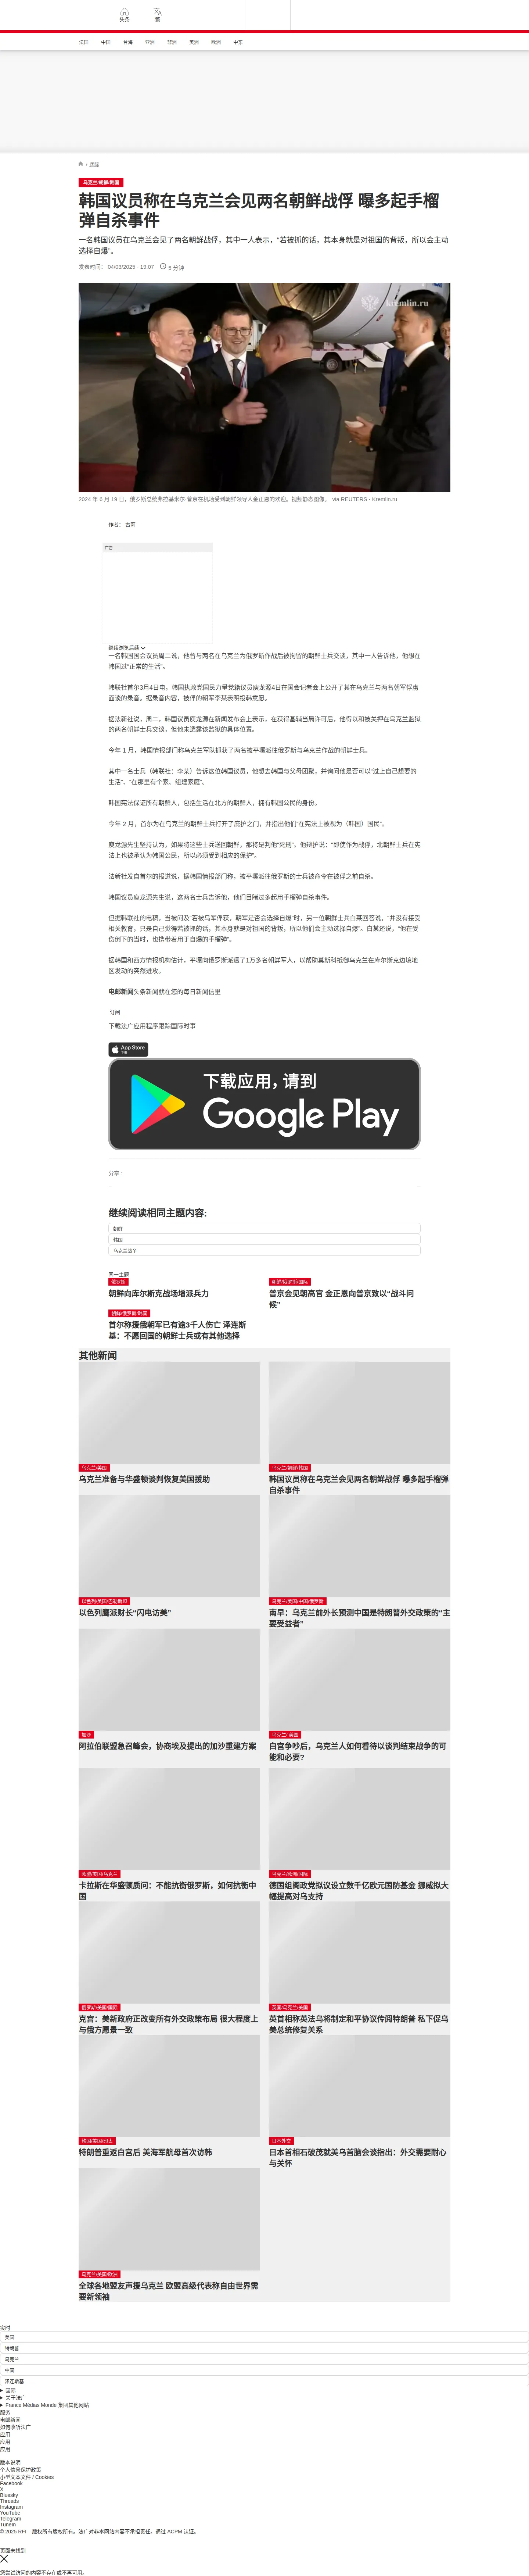 头条
繁
法国
中国
台海
亚洲
非洲
美洲
欧洲
中东
/ 国际
乌克兰/朝鲜/韩国
韩国议员称在乌克兰会见两名朝鲜战俘 曝多起手榴
弹自杀事件
一名韩国议员在乌克兰会见了两名朝鲜战俘，其中一人表示，“若被抓的话，其本身就是对祖国的背叛，所以会主动
选择自爆”。
发表时间： 04/03/2025 - 19:07 5 分钟
kremlin.ru
2024 年 6 月 19 日，俄罗斯总统弗拉基米尔·普京在机场受到朝鲜领导人金正恩的欢迎。视频静态图像。 via REUTERS - Kremlin.ru
作者： 古莉
广告
继续浏览后续
一名韩国国会议员周二说，他曾与两名在乌克兰为俄罗斯作战后被拘留的朝鲜士兵交谈，其中一人告诉他，他想在
韩国过“正常的生活”。
韩联社首尔3月4日电，韩国执政党国民力量党籍议员庾龙源4日在国会记者会上公开了其在乌克兰与两名朝军俘虏
面谈的录音。据录音内容，被俘的朝军李某表明投韩意愿。
据法新社说，周二，韩国议员庾龙源在新闻发布会上表示，在获得基辅当局许可后，他得以和被关押在乌克兰监狱
的两名朝鲜士兵交谈，但他未透露该监狱的具体位置。
今年 1 月，韩国情报部门称乌克兰军队抓获了两名被平壤派往俄罗斯与乌克兰作战的朝鲜士兵。
其中一名士兵（韩联社：李某）告诉这位韩国议员，他想去韩国与父母团聚，并询问他是否可以“过上自己想要的
生活”，“在那里有个家、组建家庭”。
韩国宪法保证所有朝鲜人，包括生活在北方的朝鲜人，拥有韩国公民的身份。
今年 2 月，首尔为在乌克兰的朝鲜士兵打开了庇护之门，并指出他们“在宪法上被视为（韩国）国民”。
庾龙源先生坚持认为，如果将这些士兵送回朝鲜，那将是判他“死刑”，他辩护说：“即使作为战俘，北朝鲜士兵在宪
法上也被承认为韩国公民，所以必须受到相应的保护”。
法新社发自首尔的报道说，据韩国情报部门称，被平壤派往俄罗斯的士兵被命令在被俘之前自杀。
韩国议员庾龙源先生说，这两名士兵告诉他，他们目睹过多起用手榴弹自杀事件。
但据韩联社的电稿，当被问及“若被乌军俘获，朝军是否会选择自爆”时，另一位朝鲜士兵白某回答说，“并没有接受
相关教育，只是自己觉得若被抓的话，其本身就是对祖国的背叛，所以他们会主动选择自爆”。白某还说，“他在受
伤倒下的当时，也携带着用于自爆的手榴弹”。
据韩国和西方情报机构估计，平壤向俄罗斯派遣了1万多名朝鲜军人，以帮助莫斯科抵御乌克兰在库尔斯克边境地
区发动的突然进攻。
电邮新闻头条新闻就在您的每日新闻信里
订阅
下载法广应用程序跟踪国际时事
App Store
下载
下载应用，请到
Google Play
分享 :
继续阅读相同主题内容:
朝鲜
韩国
乌克兰战争
同一主题
俄罗斯
朝鲜向库尔斯克战场增派兵力
朝鲜/俄罗斯/国际
普京会见朝高官 金正恩向普京致以“战斗问
候”
朝鲜/俄罗斯/韩国
首尔称援俄朝军已有逾3千人伤亡 泽连斯
基：不愿回国的朝鲜士兵或有其他选择
其他新闻
乌克兰/美国
乌克兰准备与华盛顿谈判恢复美国援助
乌克兰/朝鲜/韩国
韩国议员称在乌克兰会见两名朝鲜战俘 曝多起手榴弹
自杀事件
以色列/美国/巴勒斯坦
以色列鹰派财长“闪电访美”
乌克兰/美国/中国/俄罗斯
南早：乌克兰前外长预测中国是特朗普外交政策的“主
要受益者”
加沙
阿拉伯联盟急召峰会，协商埃及提出的加沙重建方案
乌克兰/ 美国
白宫争吵后，乌克兰人如何看待以谈判结束战争的可
能和必要?
欧盟/美国/乌克兰
卡拉斯在华盛顿质问：不能抗衡俄罗斯，如何抗衡中
国
乌克兰/欧洲/国际
德国组阁政党拟议设立数千亿欧元国防基金 挪威拟大
幅提高对乌支持
俄罗斯/美国/国际
克宫：美新政府正改变所有外交政策布局 很大程度上
与俄方愿景一致
英国/乌克兰/美国
英首相称英法乌将制定和平协议传阅特朗普 私下促乌
美总统修复关系
韩国/美国/印太
特朗普重返白宫后 美海军航母首次访韩
日本外交
日本首相石破茂就美乌首脑会谈指出：外交需要耐心
与关怀
乌克兰/美国/欧洲
全球各地盟友声援乌克兰 欧盟高级代表称自由世界需
要新领袖
实时
美国
特朗普
乌克兰
中国
泽连斯基
国际
关于法广
France Médias Monde 集团其他网站
服务
电邮新闻
如何收听法广
应用
应用
应用
版本说明
个人信息保护政策
小型文本文件 / Cookies
Facebook
X
Bluesky
Threads
Instagram
YouTube
Telegram
TuneIn
© 2025 RFI – 版权所有版权所有。法广对非本网站内容不承担责任。通过 ACPM 认证。
页面未找到
您尝试访问的内容不存在或不再可用。